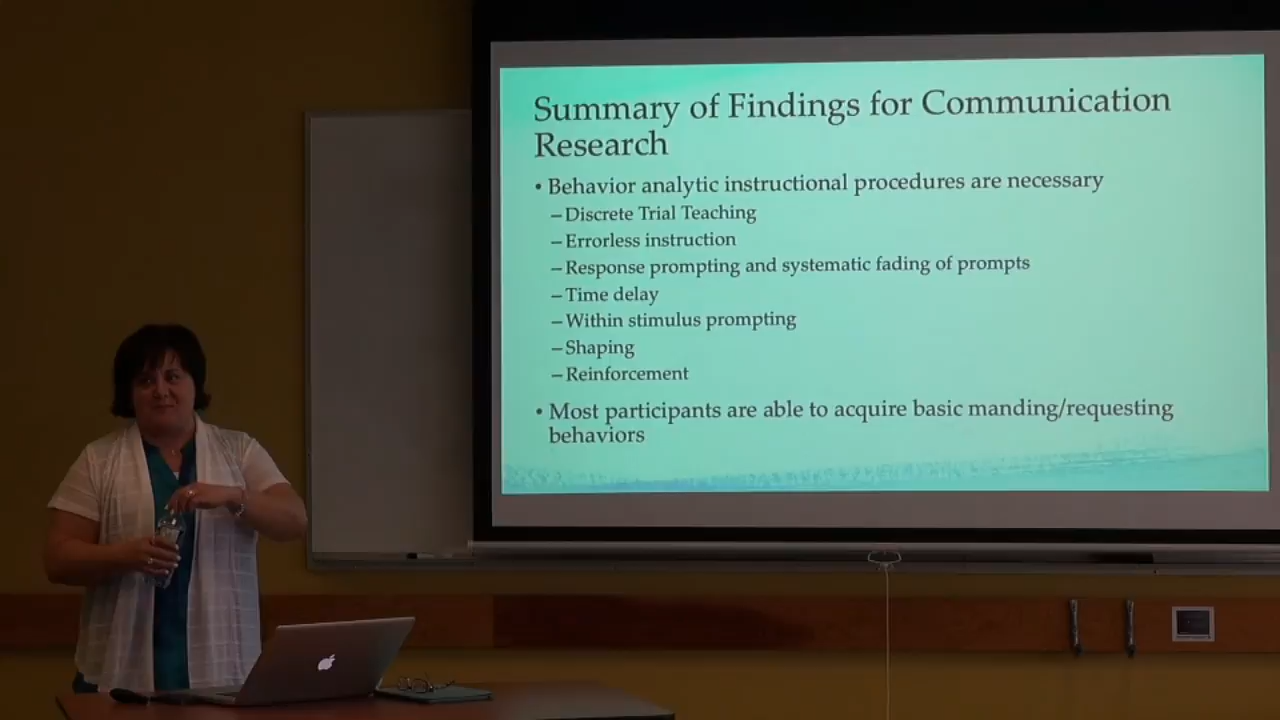 Summary of Findings for Communication
Research
• Behavior analytic instructional procedures are necessary
– Discrete Trial Teaching
– Errorless instruction
– Response prompting and systematic fading of prompts
– Time delay
– Within stimulus prompting
– Shaping
– Reinforcement
• Most participants are able to acquire basic manding/requesting
behaviors